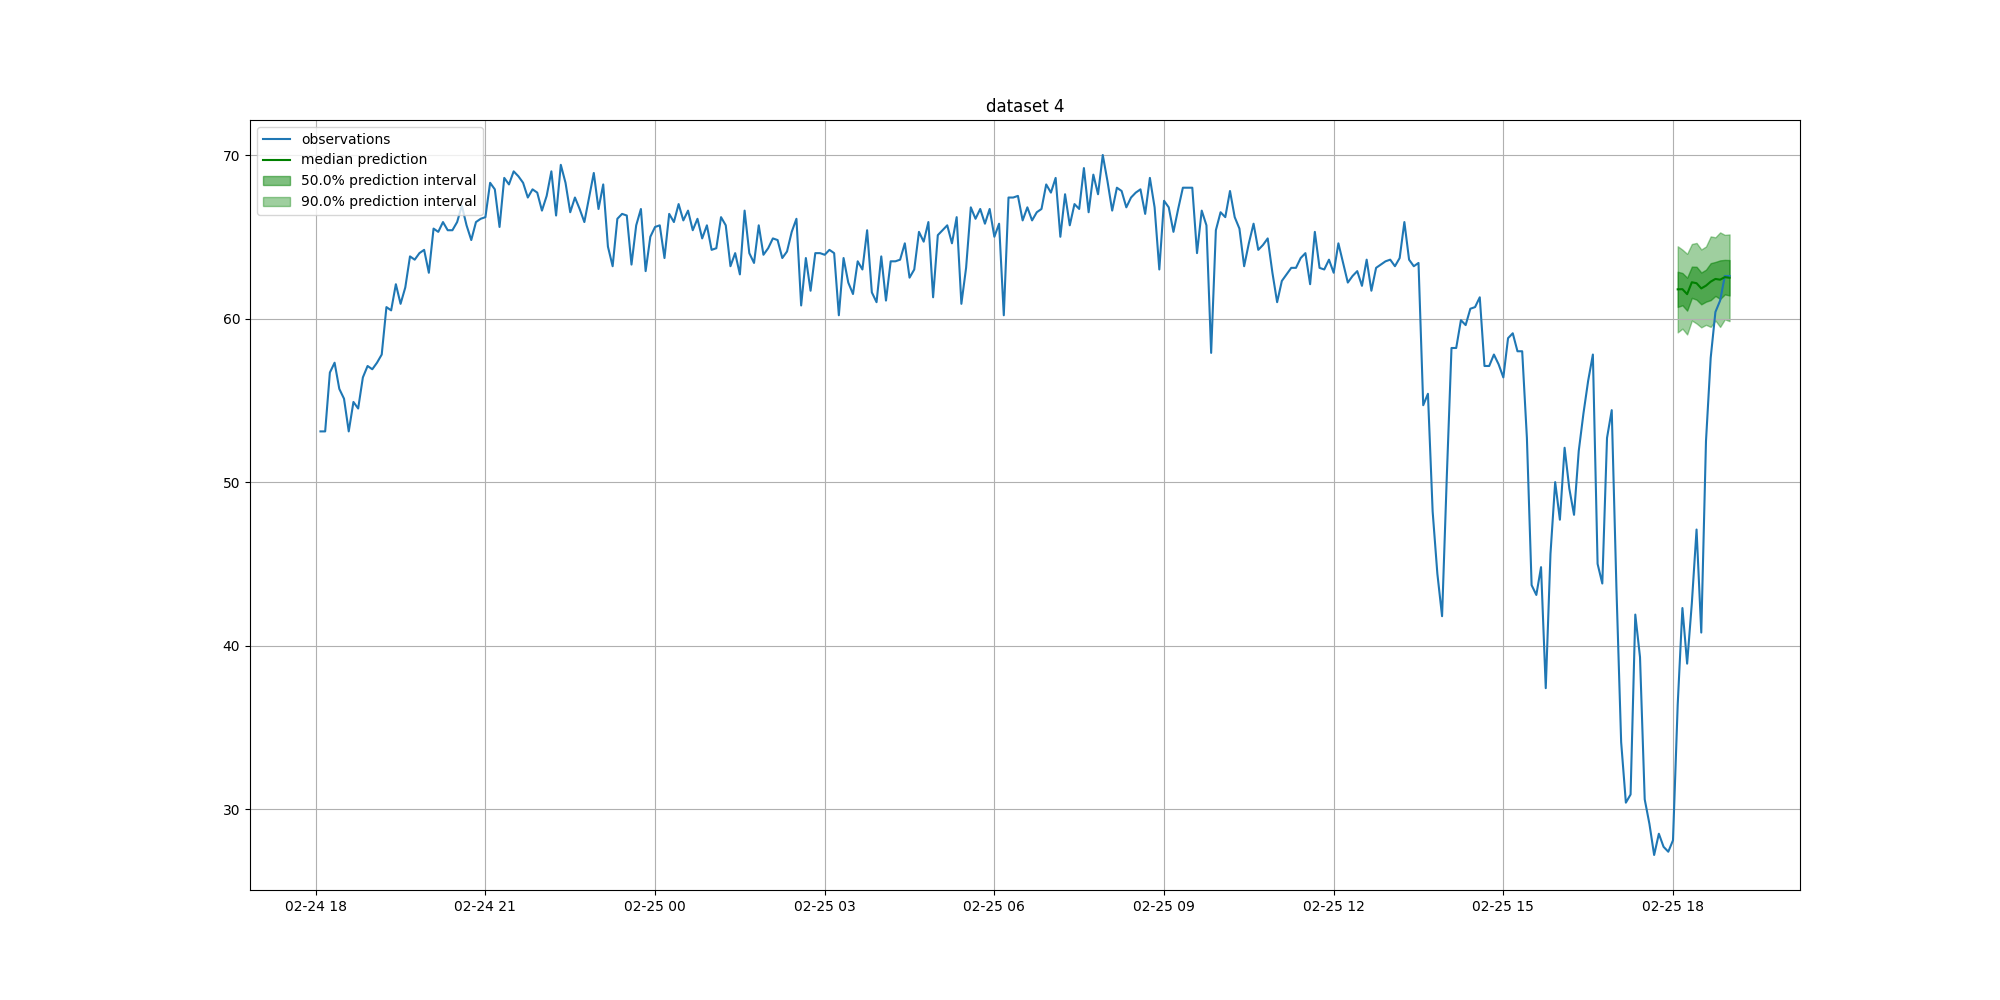 dataset 4
observations
median prediction
50.0% prediction interval
90.0% prediction interval
70
60
50
40
30
02-24 18
02-24 21
02-25 00
02-25 03
02-25 06
02-25 09
02-25 12
02-25 15
02-25 18